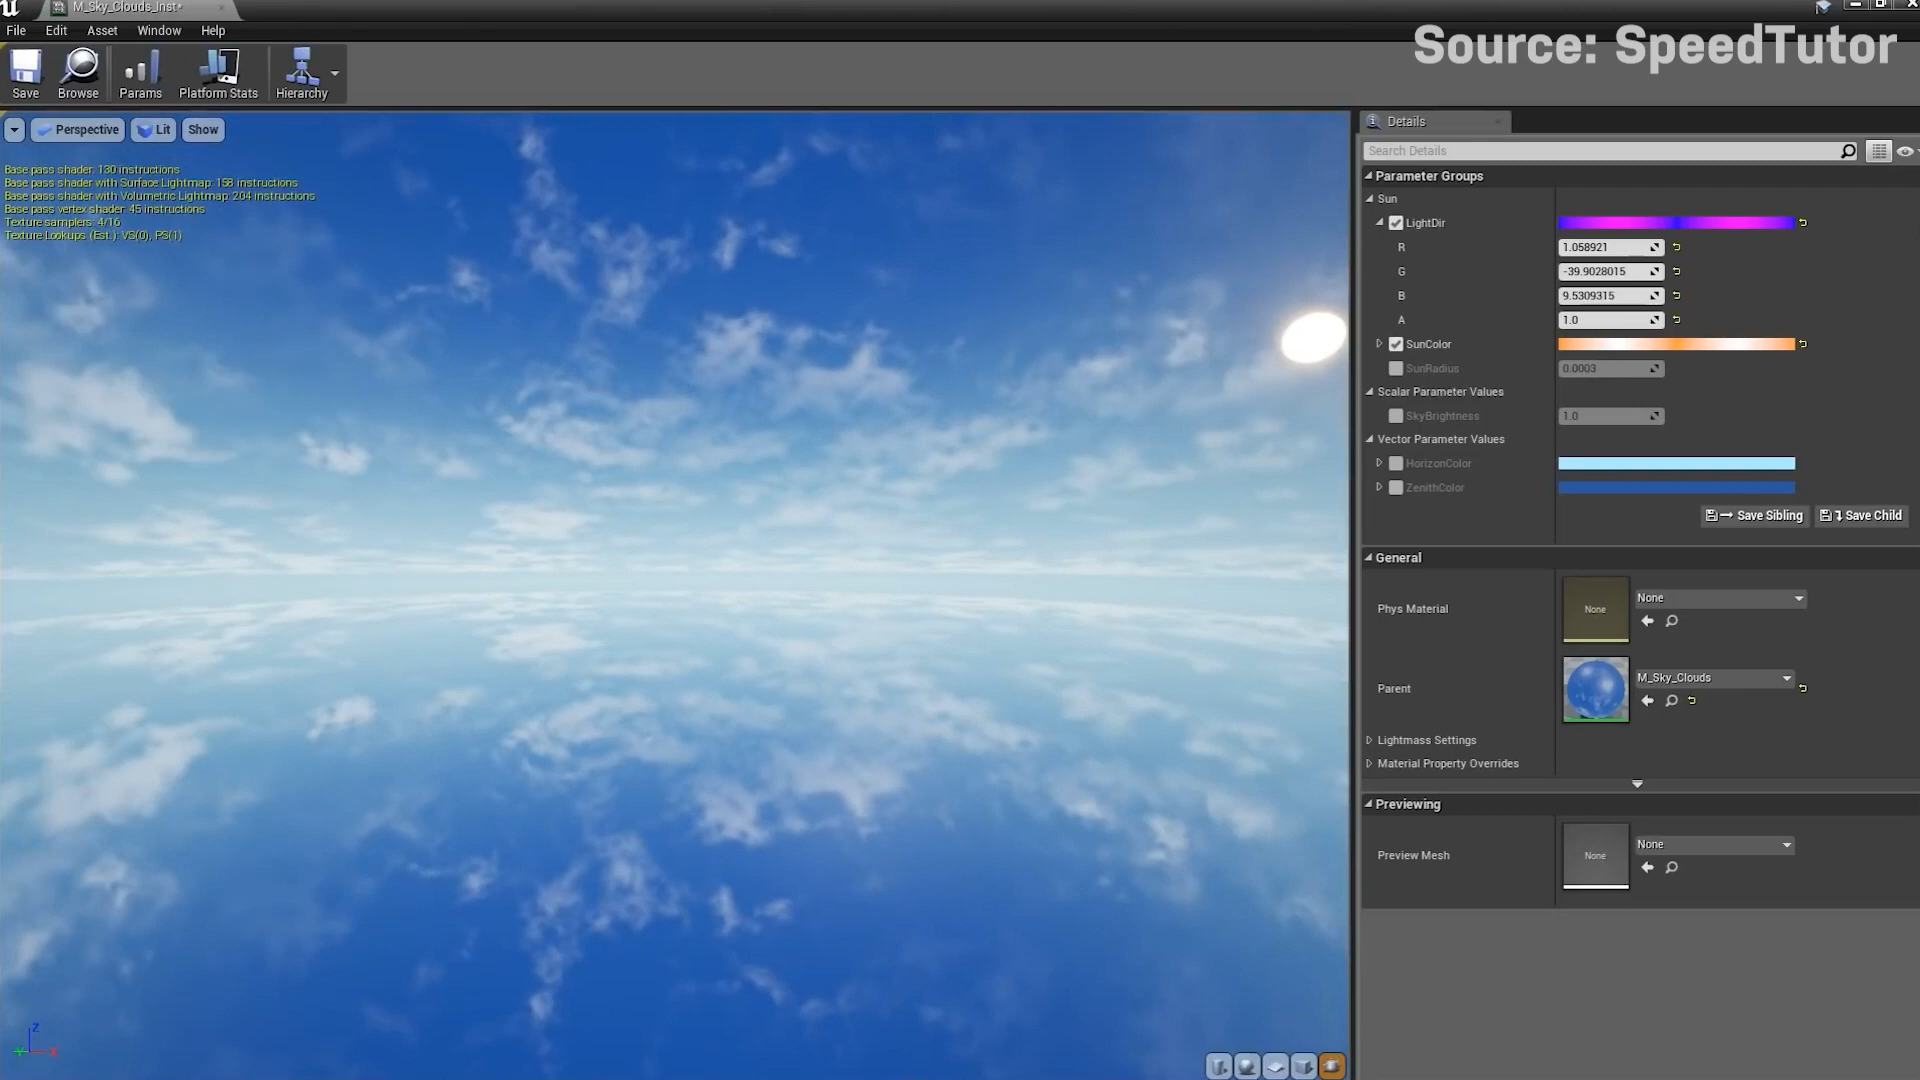 M_Sky_Clouds_Inst*
File Edit Asset Window Help
Source: SpeedTutor
Save Browse Params Platform Stats Hierarchy
Perspective Lit Show
Base pass shader: 130 instructions
Base pass shader with Surface Lightmap: 158 instructions
Base pass shader with Volumetric Lightmap: 204 instructions
Base pass vertex shader: 45 instructions
Texture samplers: 4/16
Texture Lookups (Est.): VS(0), PS(1)
Details
Search Details
Parameter Groups
Sun
LightDir
R 1.058921
G -39.9028015
B 9.5309315
A 1.0
SunColor
SunRadius 0.0003
Scalar Parameter Values
SkyBrightness 1.0
Vector Parameter Values
HorizonColor
ZenithColor
Save Sibling Save Child
General
Phys Material None None
Parent M_Sky_Clouds
Lightmass Settings
Material Property Overrides
Previewing
Preview Mesh None None
Z
Y X